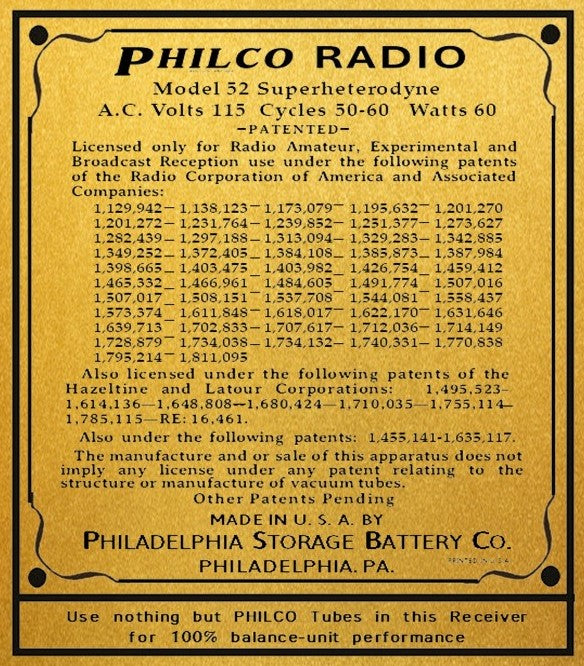 PHILCO RADIO
Model 52 Superheterodyne
A.C. Volts 115 Cycles 50-60 Watts 60
–PATENTED–
Licensed only for Radio Amateur, Experimental and
Broadcast Reception use under the following patents
of the Radio Corporation of America and Associated
Companies:
1,129,942– 1,138,123– 1,173,079– 1,195,632– 1,201,270
1,201,272– 1,231,764– 1,239,852– 1,251,377– 1,273,627
1,282,439– 1,297,188– 1,313,094– 1,329,283– 1,342,885
1,349,252– 1,372,405– 1,384,108– 1,385,873– 1,387,984
1,398,665– 1,403,475– 1,403,982– 1,426,754– 1,459,412
1,465,332– 1,466,961– 1,484,605– 1,491,774– 1,507,016
1,507,017– 1,508,151– 1,537,708– 1,544,081– 1,558,437
1,573,374– 1,611,848– 1,618,017– 1,622,170– 1,631,646
1,639,713– 1,702,833– 1,707,617– 1,712,036– 1,714,149
1,728,879– 1,734,038– 1,734,132– 1,740,331– 1,770,838
1,795,214– 1,811,095
Also licensed under the following patents of the
Hazeltine and Latour Corporations: 1,495,523–
1,614,136—1,648,808—1,680,424—1,710,035—1,755,114—
1,785,115—RE: 16,461.
Also under the following patents: 1,455,141-1,635,117.
The manufacture and or sale of this apparatus does not
imply any license under any patent relating to the
structure or manufacture of vacuum tubes.
Other Patents Pending
MADE IN U. S. A. BY
PHILADELPHIA STORAGE BATTERY CO.
PRINTED IN U.S.A.
PHILADELPHIA. PA.
Use nothing but PHILCO Tubes in this Receiver
for 100% balance-unit performance